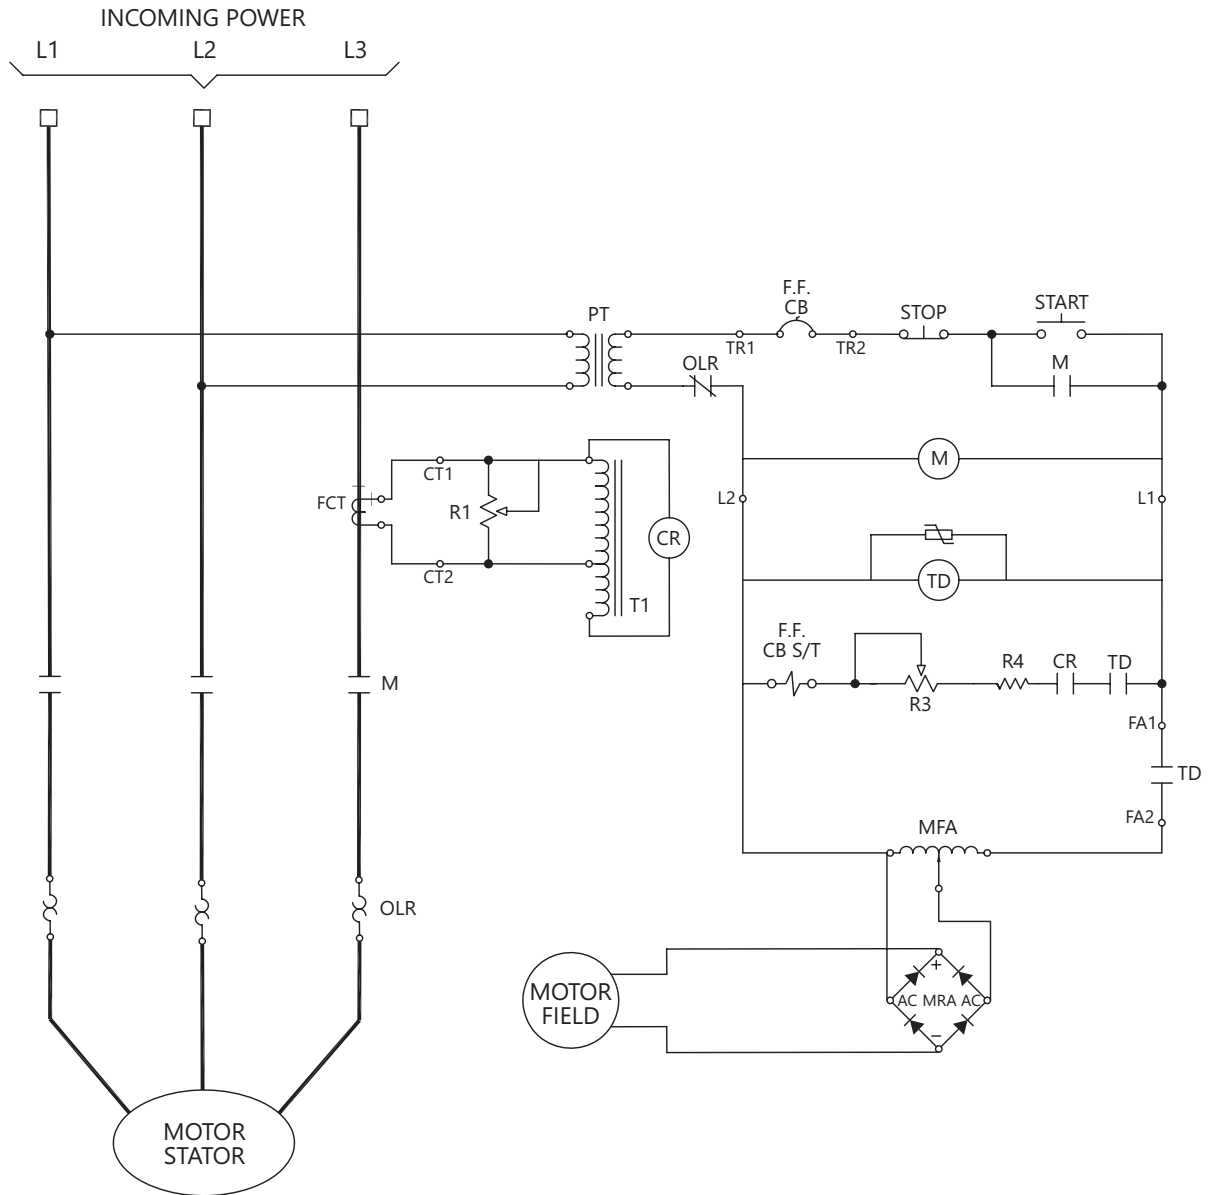 INCOMING POWER
L1 L2 L3
F.F.
CB
PT
STOP
START
TR1
TR2
OLR
M
CT1
M
FCT
R1
L2
L1
CR
CT2
TD
T1
F.F.
CB S/T
R4 CR TD
M
R3
FA1
TD
FA2
MFA
OLR
+
MOTOR
FIELD
AC MRA AC
−
MOTOR
STATOR